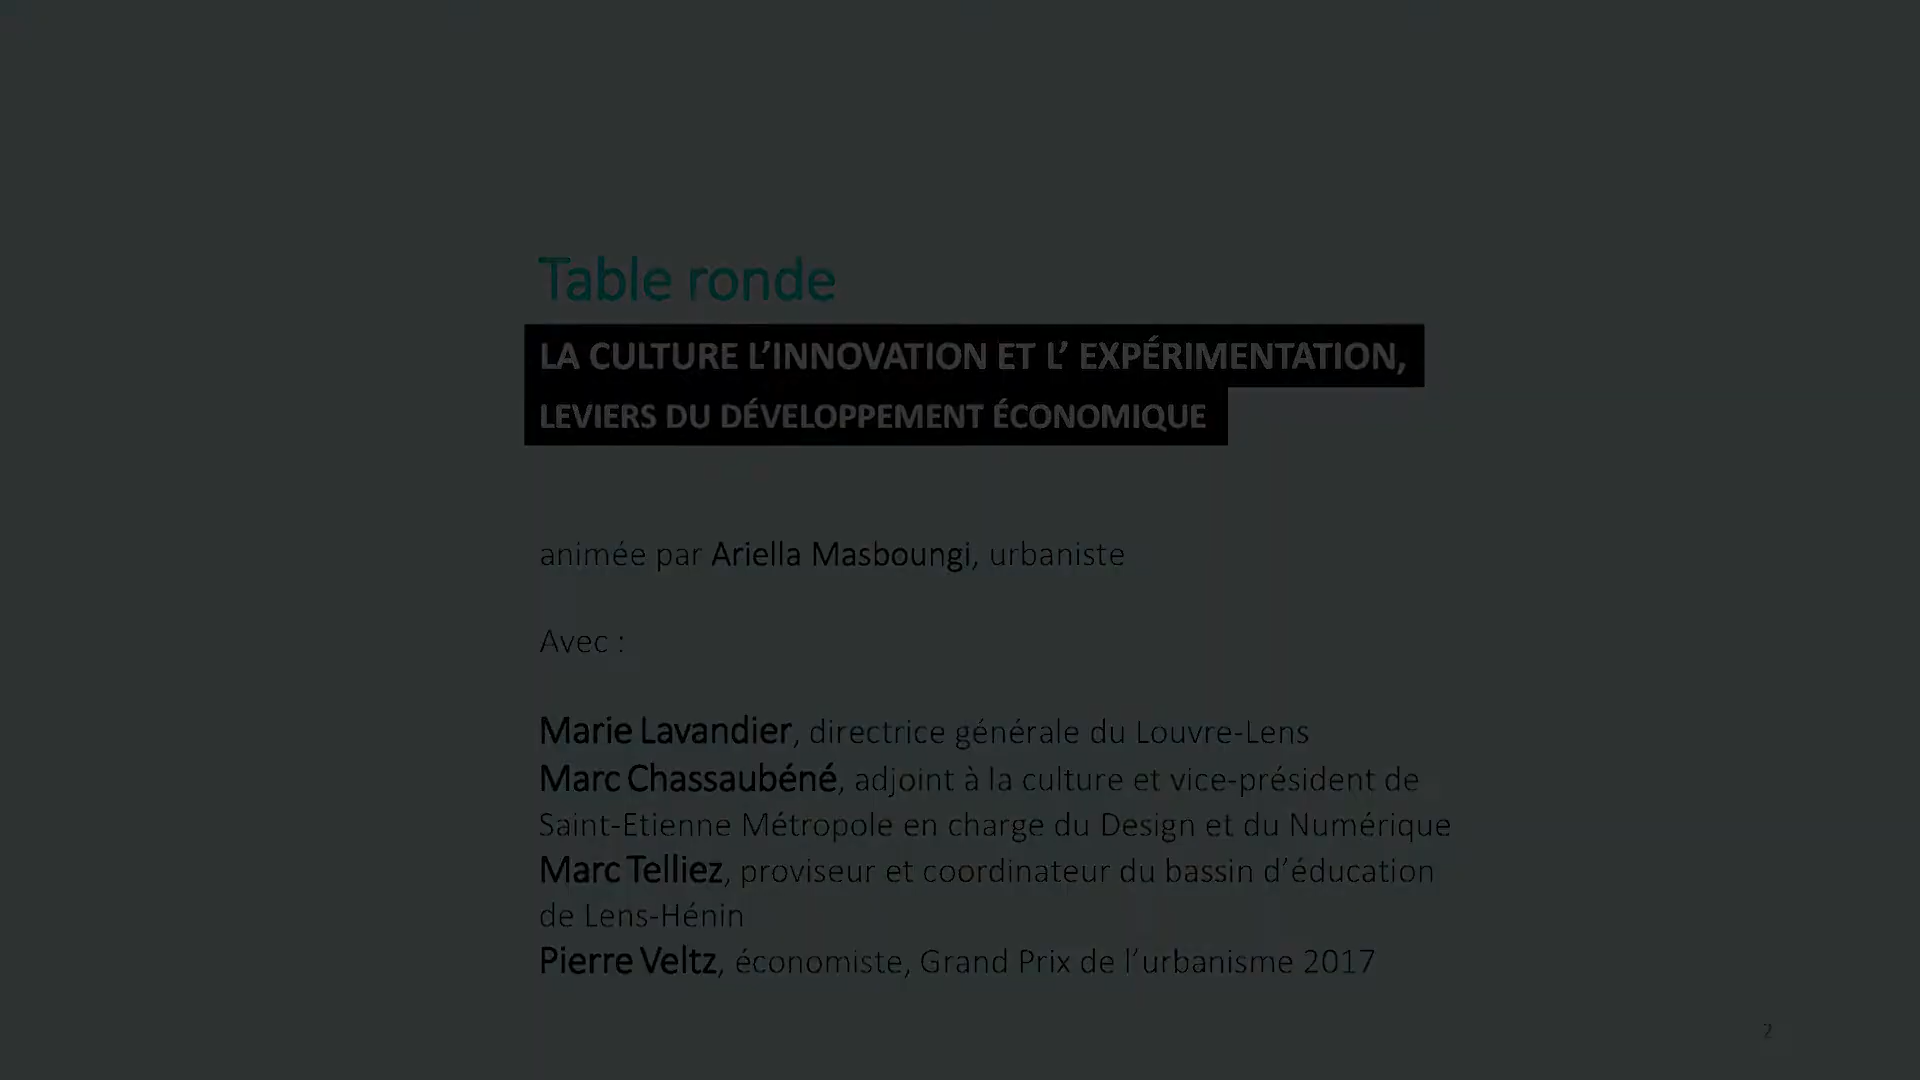 Table ronde
LA CULTURE L’INNOVATION ET L’ EXPÉRIMENTATION,
LEVIERS DU DÉVELOPPEMENT ÉCONOMIQUE
animée par Ariella Masboungi, urbaniste
Avec :
Marie Lavandier, directrice générale du Louvre-Lens
Marc Chassaubéné, adjoint à la culture et vice-président de
Saint-Etienne Métropole en charge du Design et du Numérique
Marc Telliez, proviseur et coordinateur du bassin d’éducation
de Lens-Hénin
Pierre Veltz, économiste, Grand Prix de l’urbanisme 2017
2